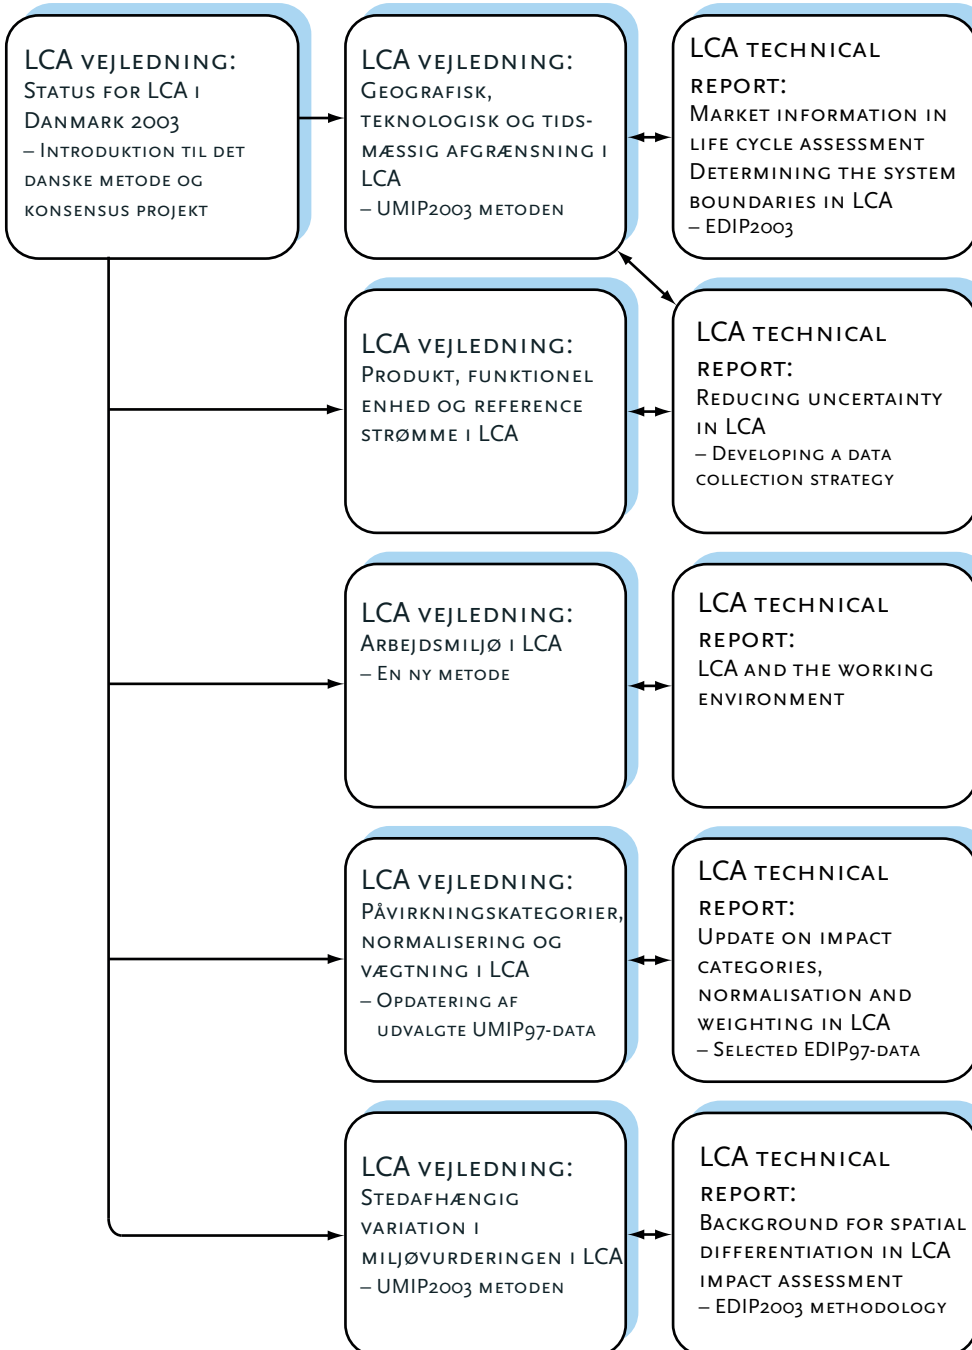 LCA vejledning:
Status for LCA i
Danmark 2003
– Introduktion til det
danske metode og
konsensus projekt
LCA vejledning:
Geografisk,
teknologisk og tids-
mæssig afgrænsning i
LCA
– UMIP2003 metoden
LCA technical
report:
Market information in
life cycle assessment
Determining the system
boundaries in LCA
– EDIP2003
LCA vejledning:
Produkt, funktionel
enhed og reference
strømme i LCA
LCA technical
report:
Reducing uncertainty
in LCA
– Developing a data
collection strategy
LCA vejledning:
Arbejdsmiljø i LCA
– En ny metode
LCA technical
report:
LCA and the working
environment
LCA vejledning:
Påvirkningskategorier,
normalisering og
vægtning i LCA
– Opdatering af
udvalgte UMIP97-data
LCA technical
report:
Update on impact
categories,
normalisation and
weighting in LCA
– Selected EDIP97-data
LCA vejledning:
Stedafhængig
variation i
miljøvurderingen i LCA
– UMIP2003 metoden
LCA technical
report:
Background for spatial
differentiation in LCA
impact assessment
– EDIP2003 methodology